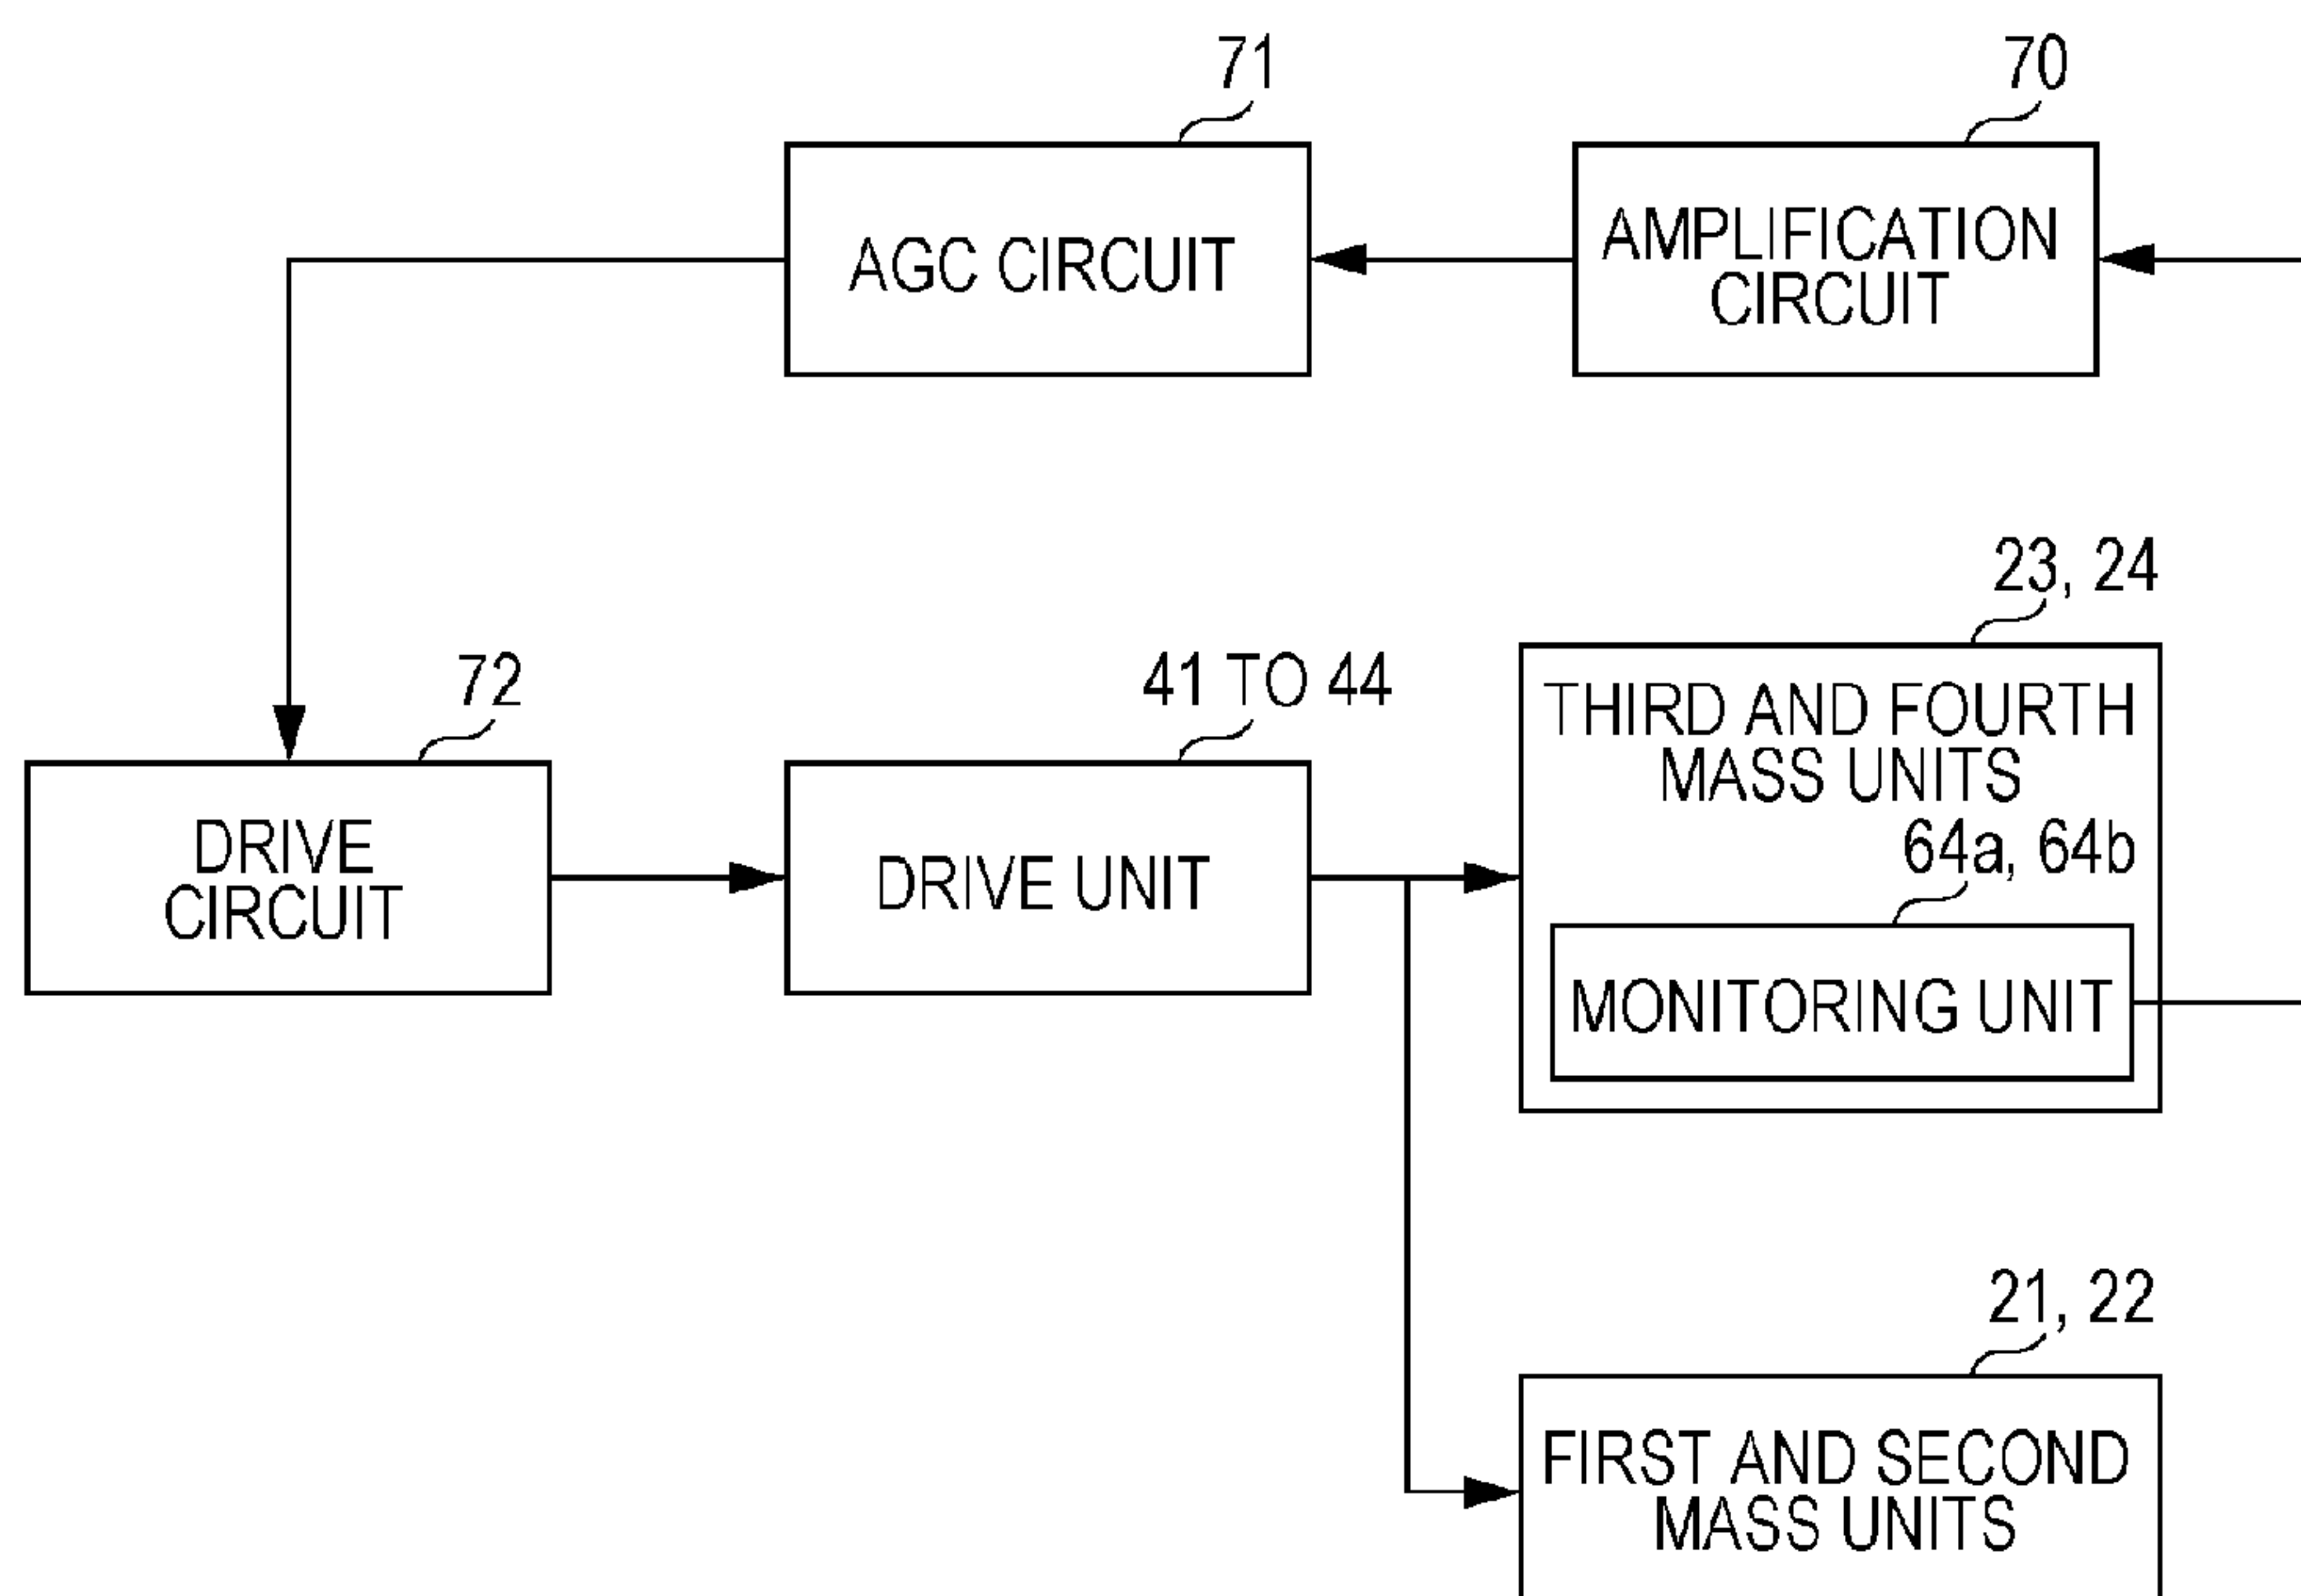 71
70
AGC CIRCUIT
AMPLIFICATION
CIRCUIT
23, 24
72
41 TO 44
THIRD AND FOURTH
MASS UNITS
64a, 64b
DRIVE
CIRCUIT
DRIVE UNIT
MONITORING UNIT
21, 22
FIRST AND SECOND
MASS UNITS